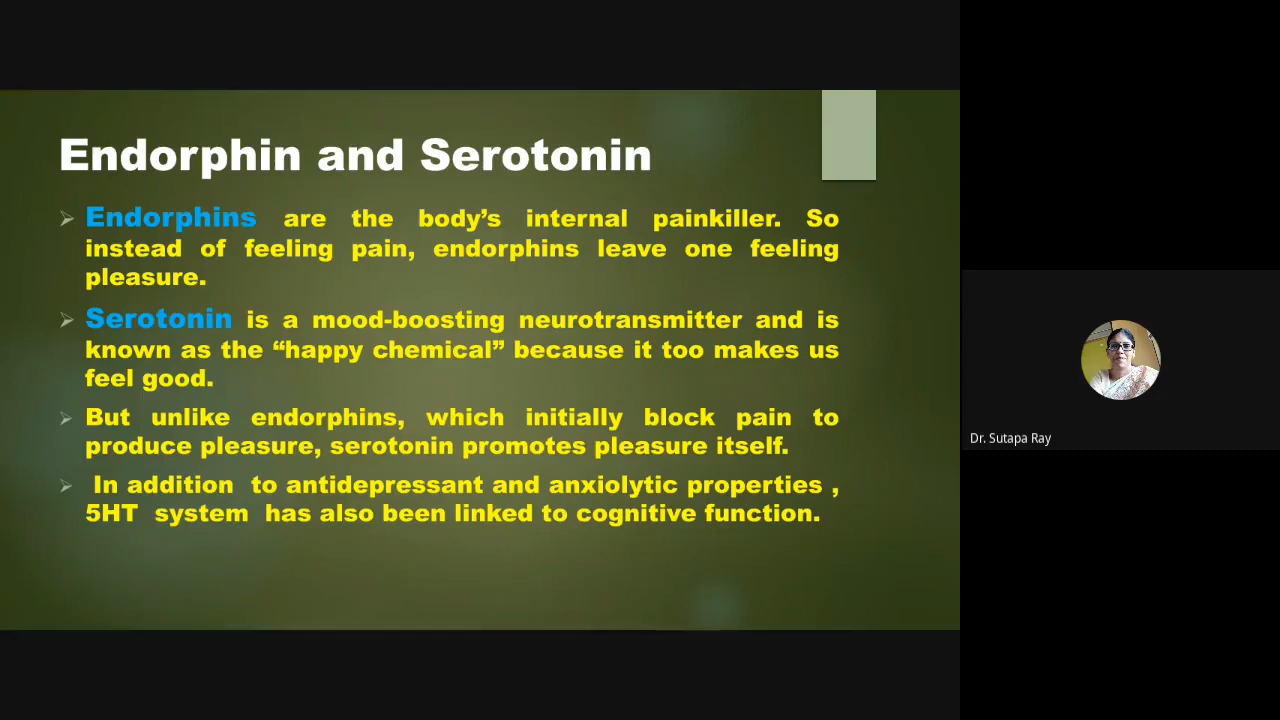 Endorphin and Serotonin
Endorphins are the body’s internal painkiller. So
instead of feeling pain, endorphins leave one feeling
pleasure.
Serotonin is a mood-boosting neurotransmitter and is
known as the “happy chemical” because it too makes us
feel good.
But unlike endorphins, which initially block pain to
produce pleasure, serotonin promotes pleasure itself.
In addition to antidepressant and anxiolytic properties ,
5HT system has also been linked to cognitive function.
Dr. Sutapa Ray